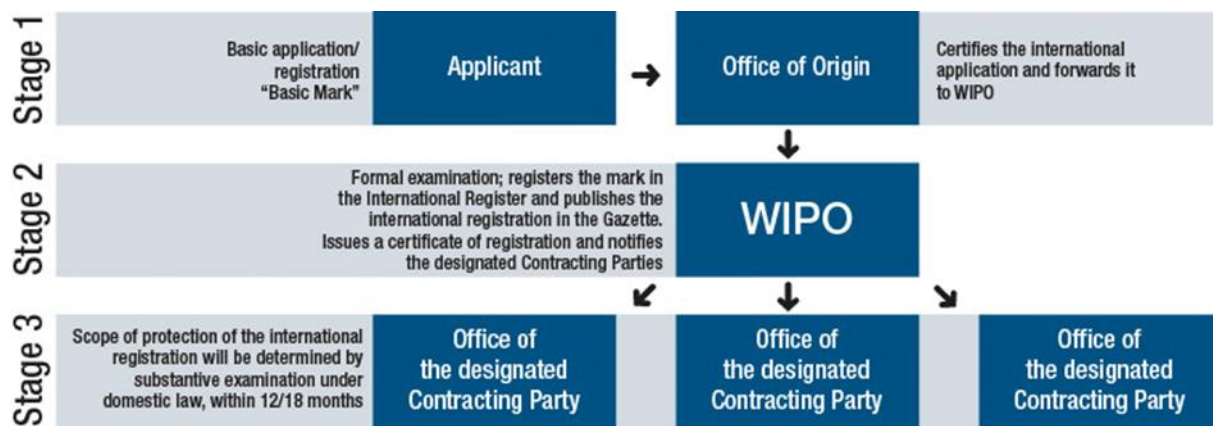 Stage 1
Basic application/
registration
“Basic Mark”
Applicant
Office of Origin
Certifies the international
application and forwards it
to WIPO
Stage 2
Formal examination; registers the mark in
the International Register and publishes the
international registration in the Gazette.
Issues a certificate of registration and notifies
the designated Contracting Parties
WIPO
Stage 3
Scope of protection of the international
registration will be determined by
substantive examination under
domestic law, within 12/18 months
Office of
the designated
Contracting Party
Office of
the designated
Contracting Party
Office of
the designated
Contracting Party